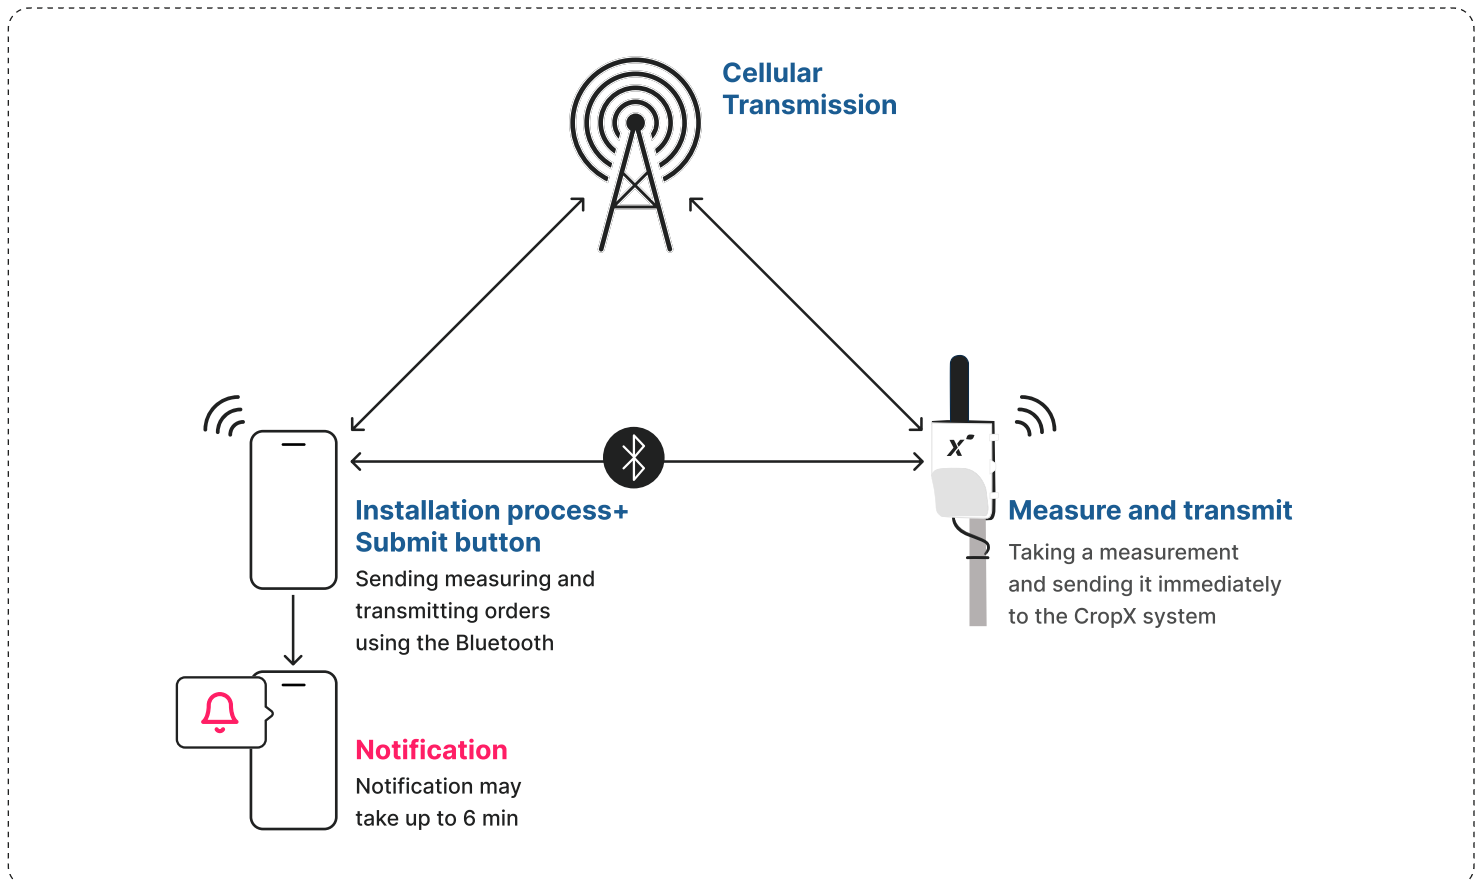 Cellular
Transmission
X
Installation process+
Submit button
Sending measuring and
transmitting orders
using the Bluetooth
Measure and transmit
Taking a measurement
and sending it immediately
to the CropX system
Notification
Notification may
take up to 6 min